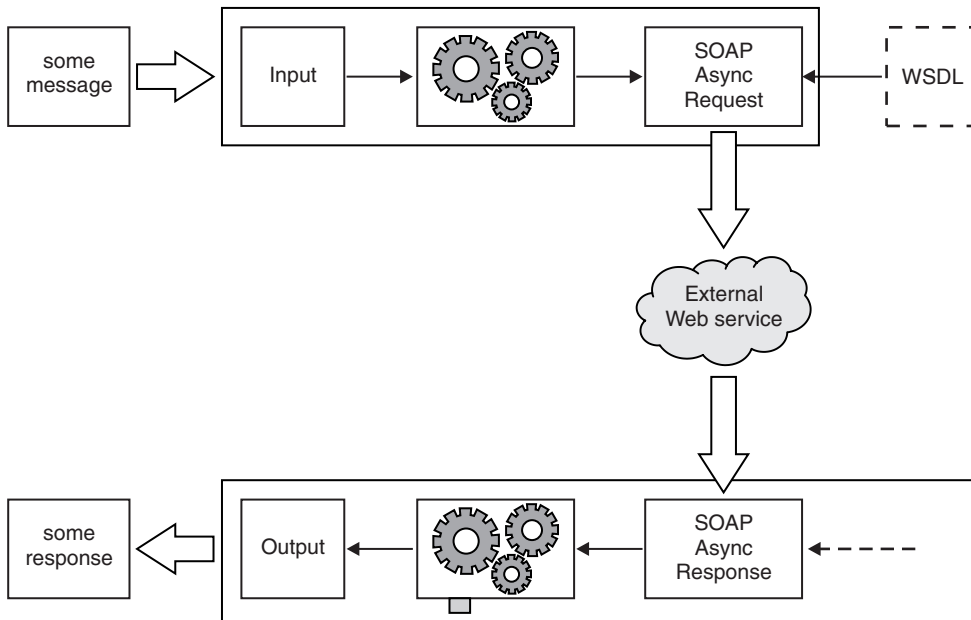 some
message
Input
SOAP
Async
Request
WSDL
External
Web service
some
response
Output
SOAP
Async
Response